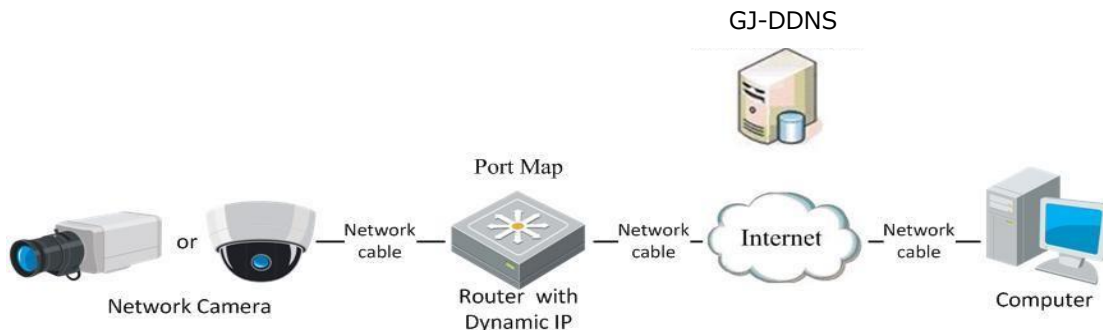 GJ-DDNS
Port Map
or
Network
cable
Network
cable
Internet
Network
cable
Network Camera
Router with
Dynamic IP
Computer